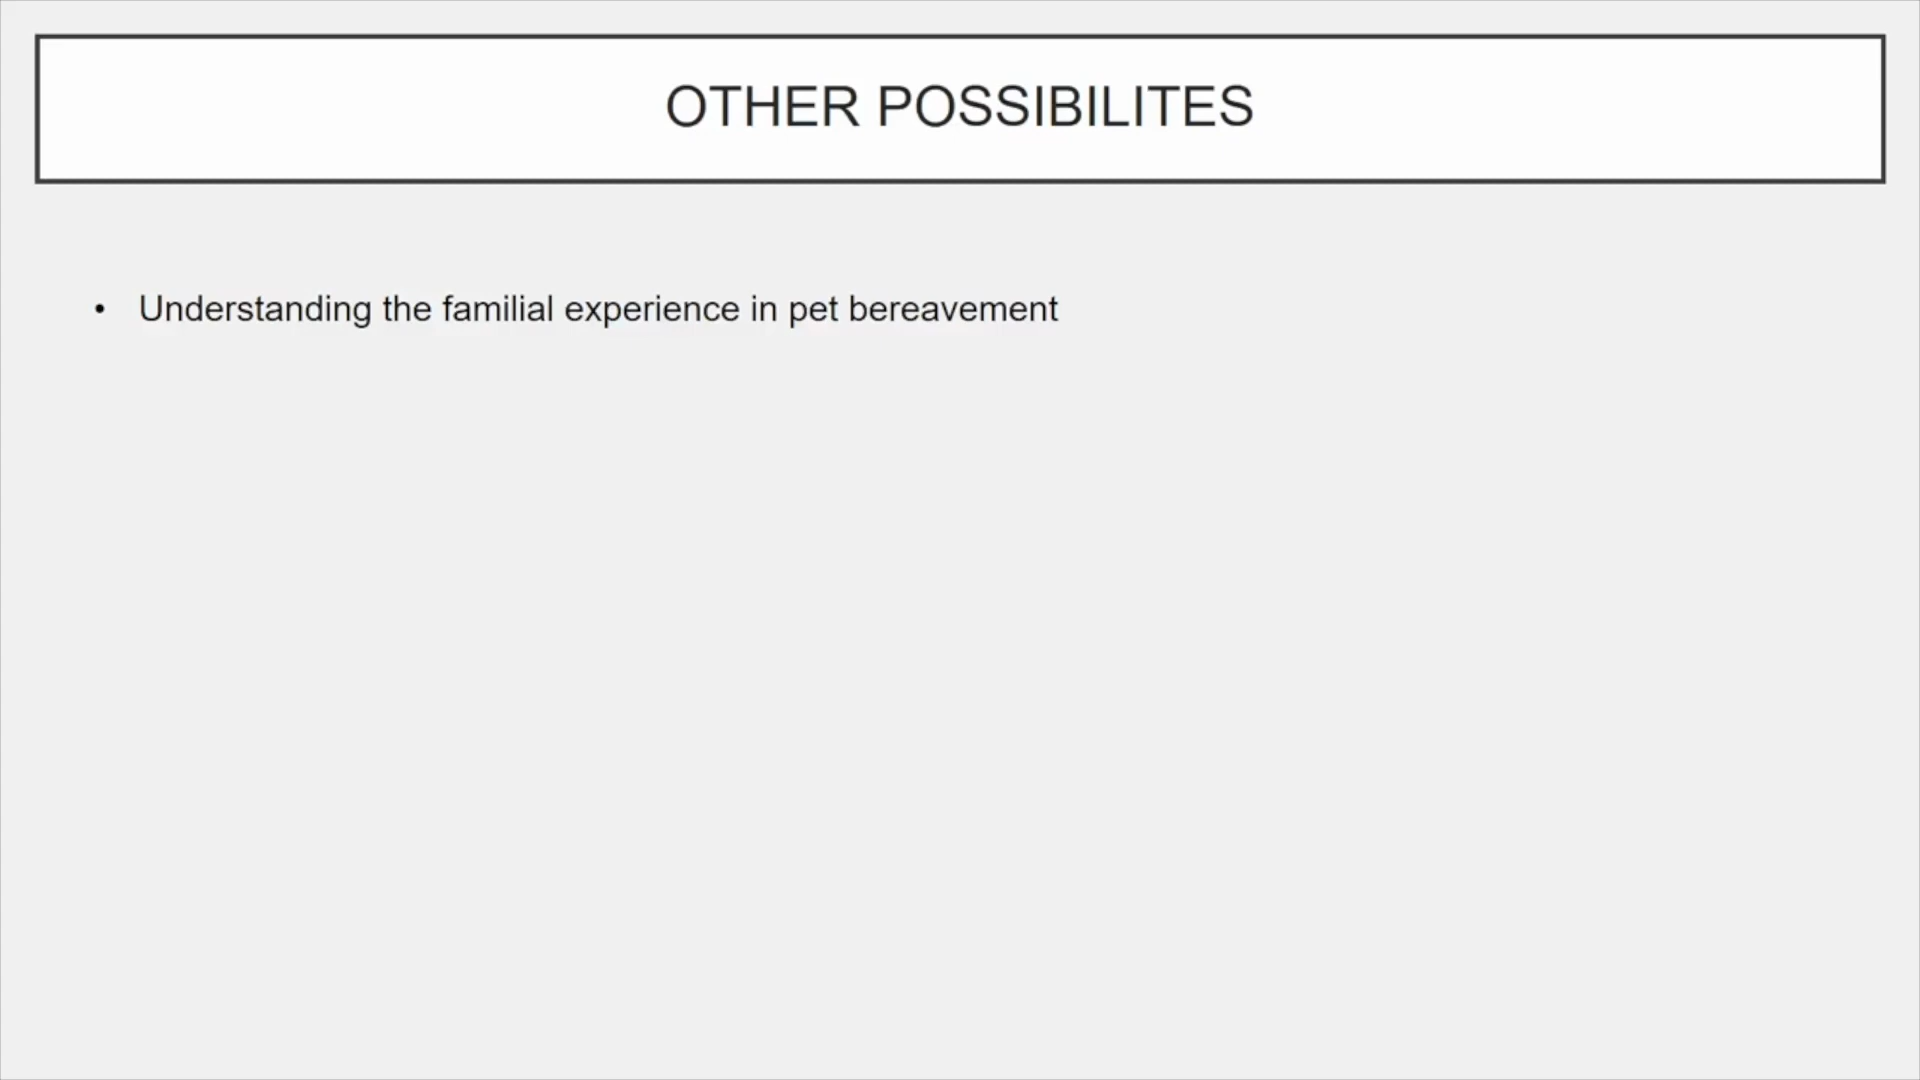 OTHER POSSIBILITES
• Understanding the familial experience in pet bereavement